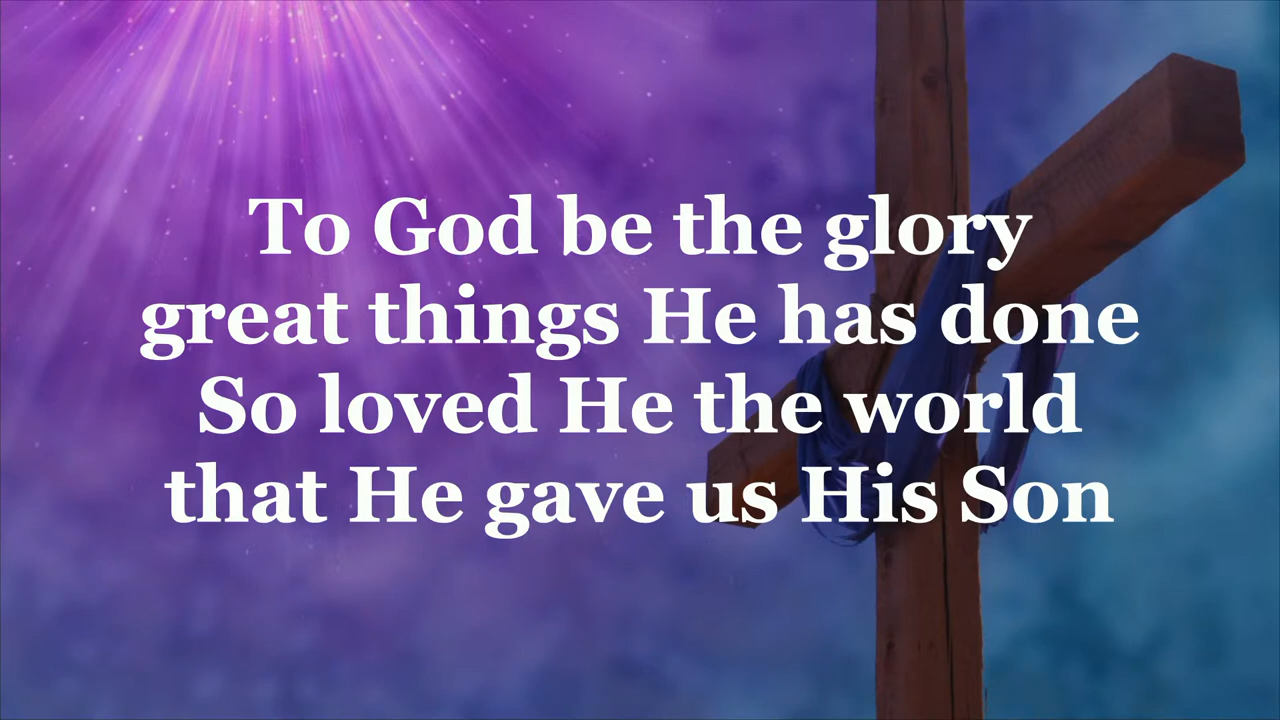 To God be the glory
great things He has done
So loved He the world
that He gave us His Son